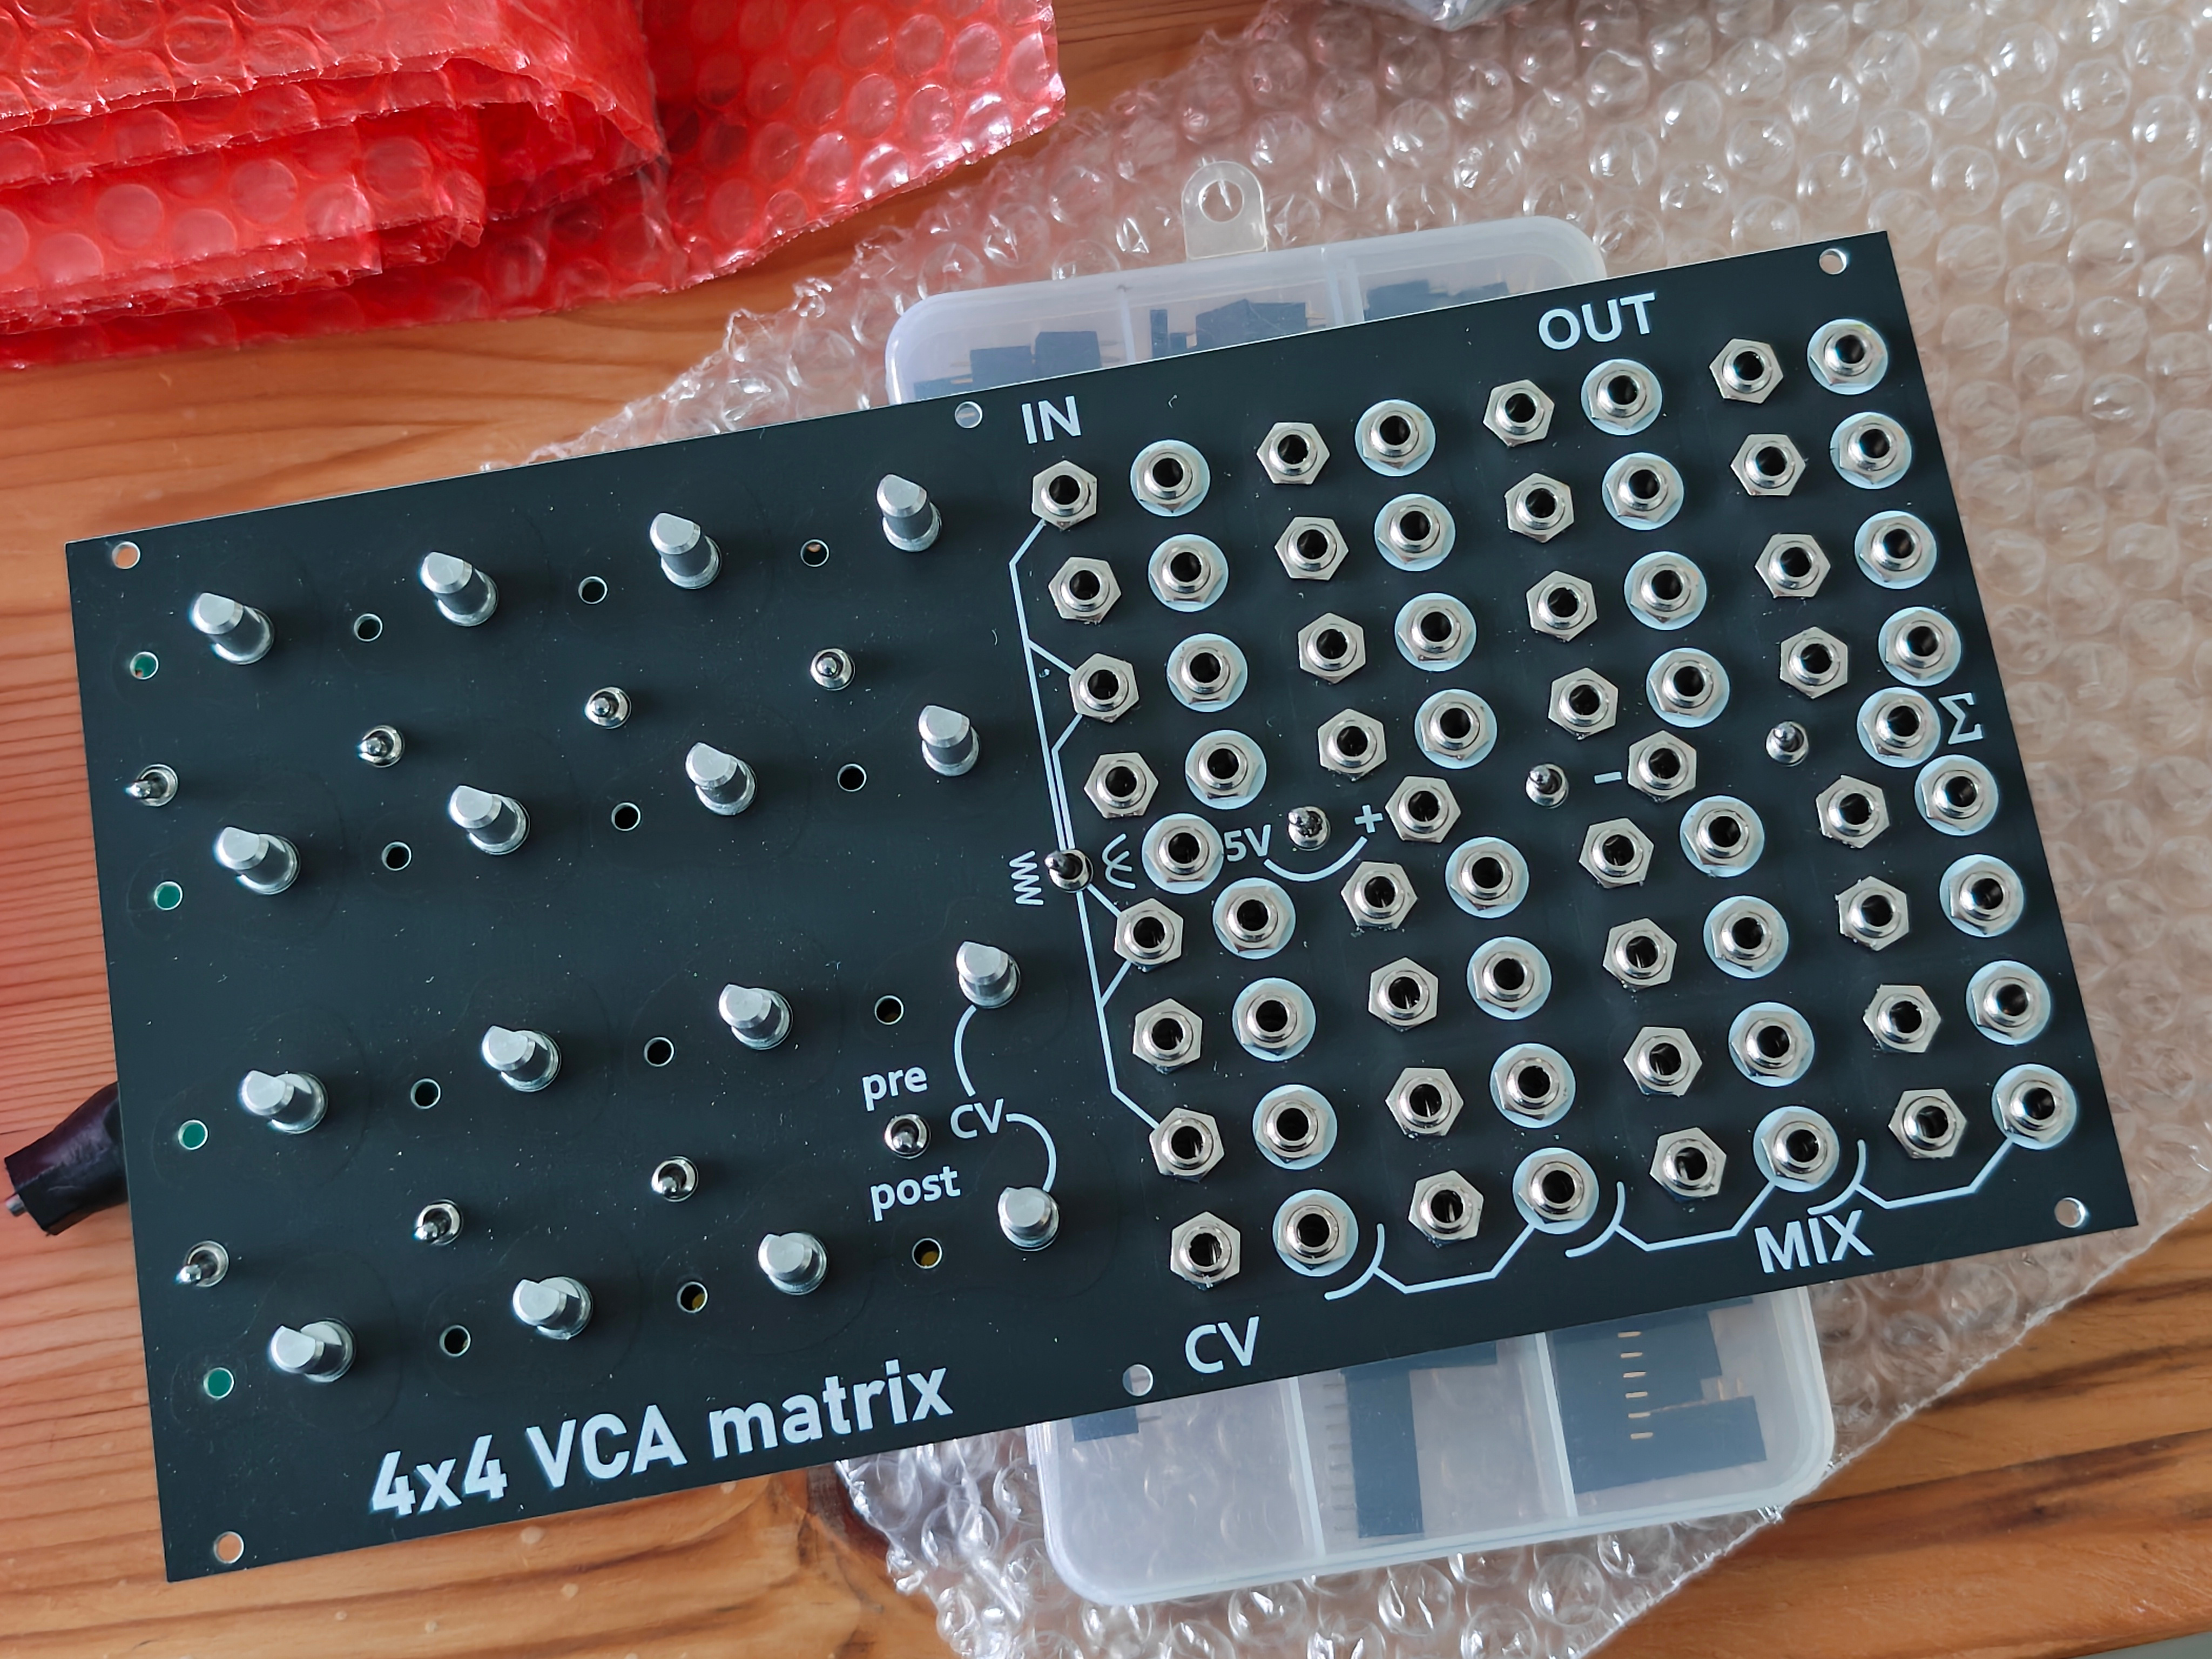 OUT
IN
Σ
−
5V +
pre
CV
post
MIX
CV
4x4 VCA matrix